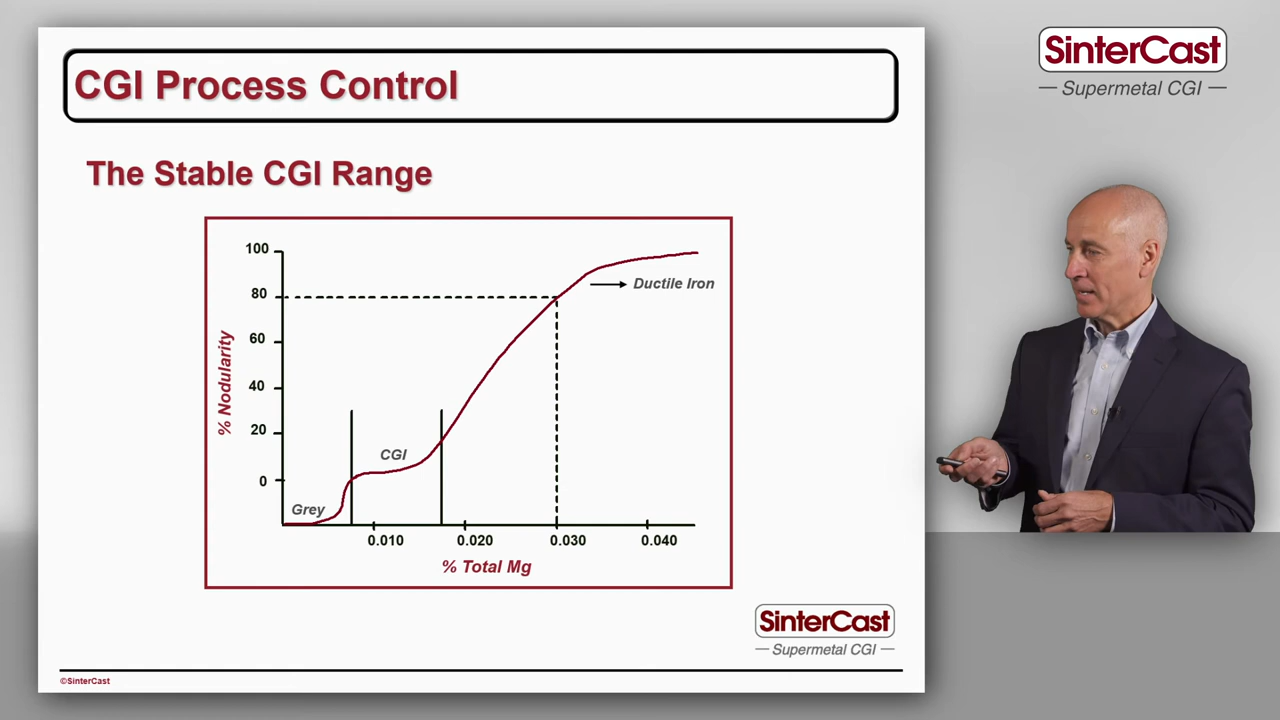 CGI Process Control
The Stable CGI Range
100
80
60
40
20
0
% Nodularity
Grey
CGI
Ductile Iron
0.010
0.020
0.030
0.040
% Total Mg
SinterCast
— Supermetal CGI —
©SinterCast
SinterCast
— Supermetal CGI —